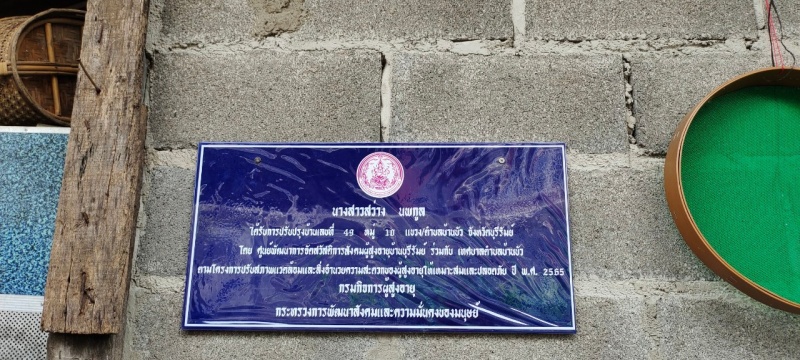 นางสาวสว่าง นพกูล
ได้รับการปรับปรุงบ้านเลขที่ 49 หมู่ 10 แขวง/ตำบลบ้านบัว จังหวัดบุรีรัมย์
โดย ศูนย์พัฒนาการจัดสวัสดิการสังคมผู้สูงอายุบ้านบุรีรัมย์ ร่วมกับ เทศบาลตำบลบ้านบัว
ตามโครงการปรับสภาพแวดล้อมและสิ่งอำนวยความสะดวกของผู้สูงอายุให้เหมาะสมและปลอดภัย ปี พ.ศ. 2565
กรมกิจการผู้สูงอายุ
กระทรวงการพัฒนาสังคมและความมั่นคงของมนุษย์